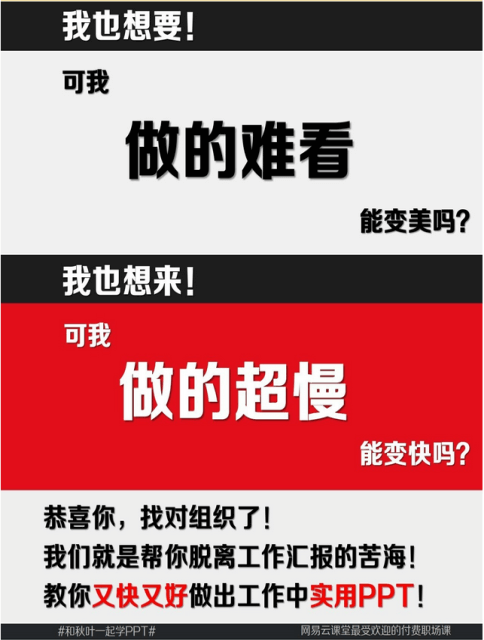 我也想要！
可我
做的难看
能变美吗？
我也想来！
可我
做的超慢
能变快吗？
恭喜你，找对组织了！
我们就是帮你脱离工作汇报的苦海！
教你又快又好做出工作中实用PPT！
#和秋叶一起学PPT#
网易云课堂最受欢迎的付费职场课